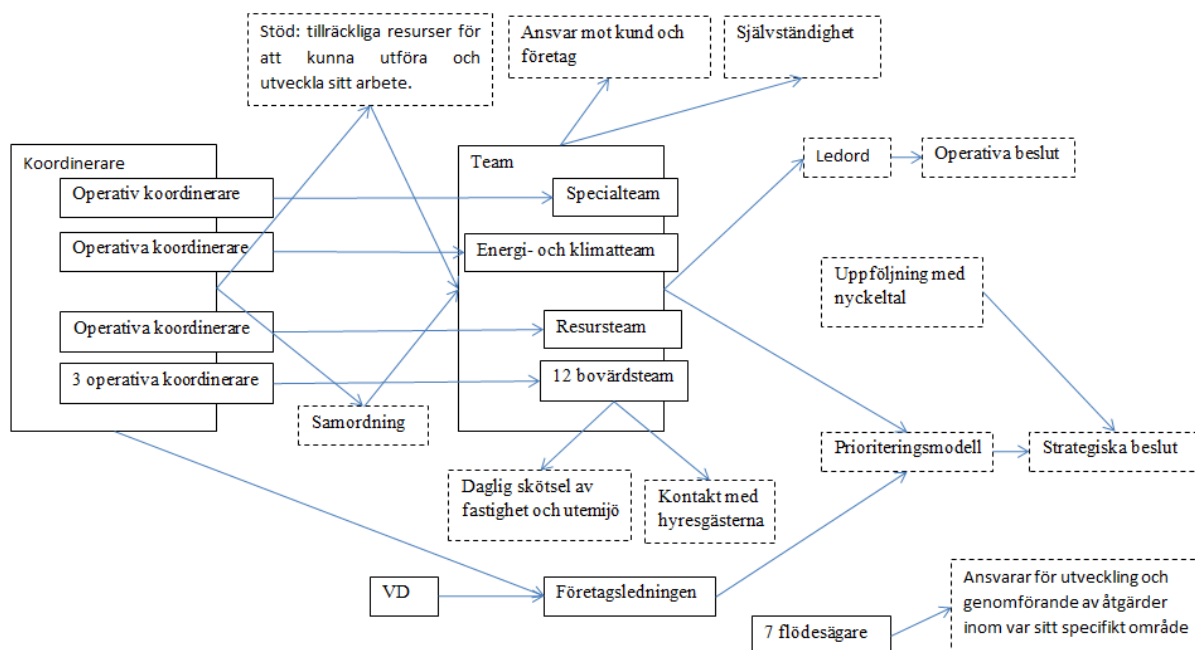 Stöd: tillräckliga resurser för
att kunna utföra och
utveckla sitt arbete.
Ansvar mot kund och
företag
Självständighet
Koordinerare
Operativ koordinerare
Operativa koordinerare
Operativa koordinerare
3 operativa koordinerare
Team
Specialteam
Energi- och klimatteam
Resursteam
12 bovärdsteam
Ledord
Operativa beslut
Uppföljning med
nyckeltal
Samordning
Prioriteringsmodell
Strategiska beslut
Daglig skötsel av
fastighet och utemijö
Kontakt med
hyresgästerna
VD
Företagsledningen
7 flödesägare
Ansvarar för utveckling och
genomförande av åtgärder
inom var sitt specifikt område